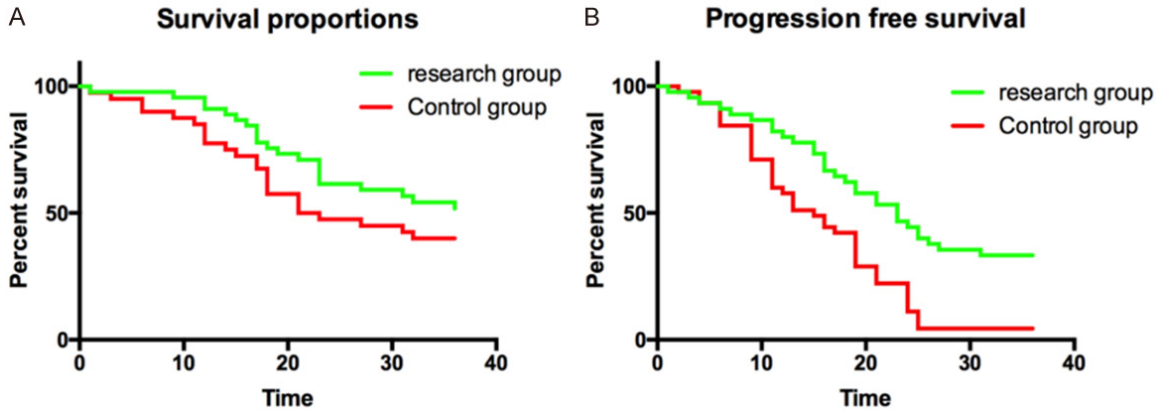 A
Survival proportions
Percent survival
100
50
0
0 10 20 30 40
Time
research group
Control group
B
Progression free survival
Percent survival
100
50
0
0 10 20 30 40
Time
research group
Control group